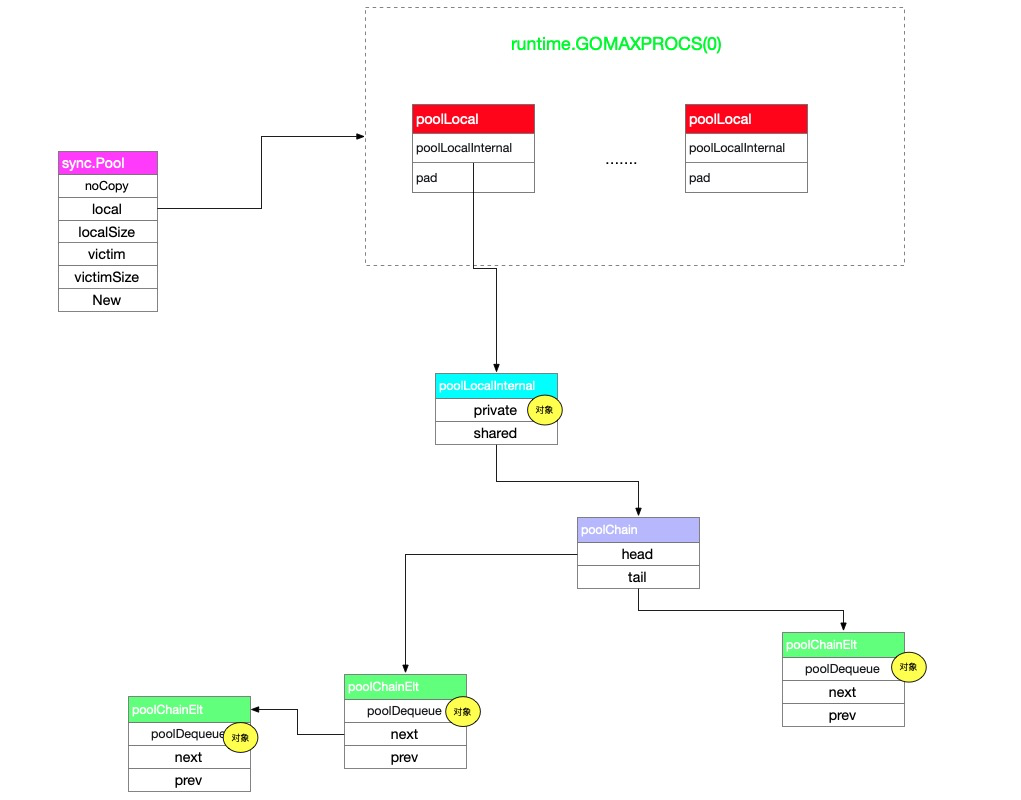 runtime.GOMAXPROCS(0)
poolLocal
poolLocalInternal
pad
.......
poolLocal
poolLocalInternal
pad
sync.Pool
noCopy
local
localSize
victim
victimSize
New
poolLocalInternal
private
对象
shared
poolChain
head
tail
poolChainElt
poolDequeue
对象
next
prev
poolChainElt
poolDequeue
对象
next
prev
poolChainElt
poolDequeue
对象
next
prev